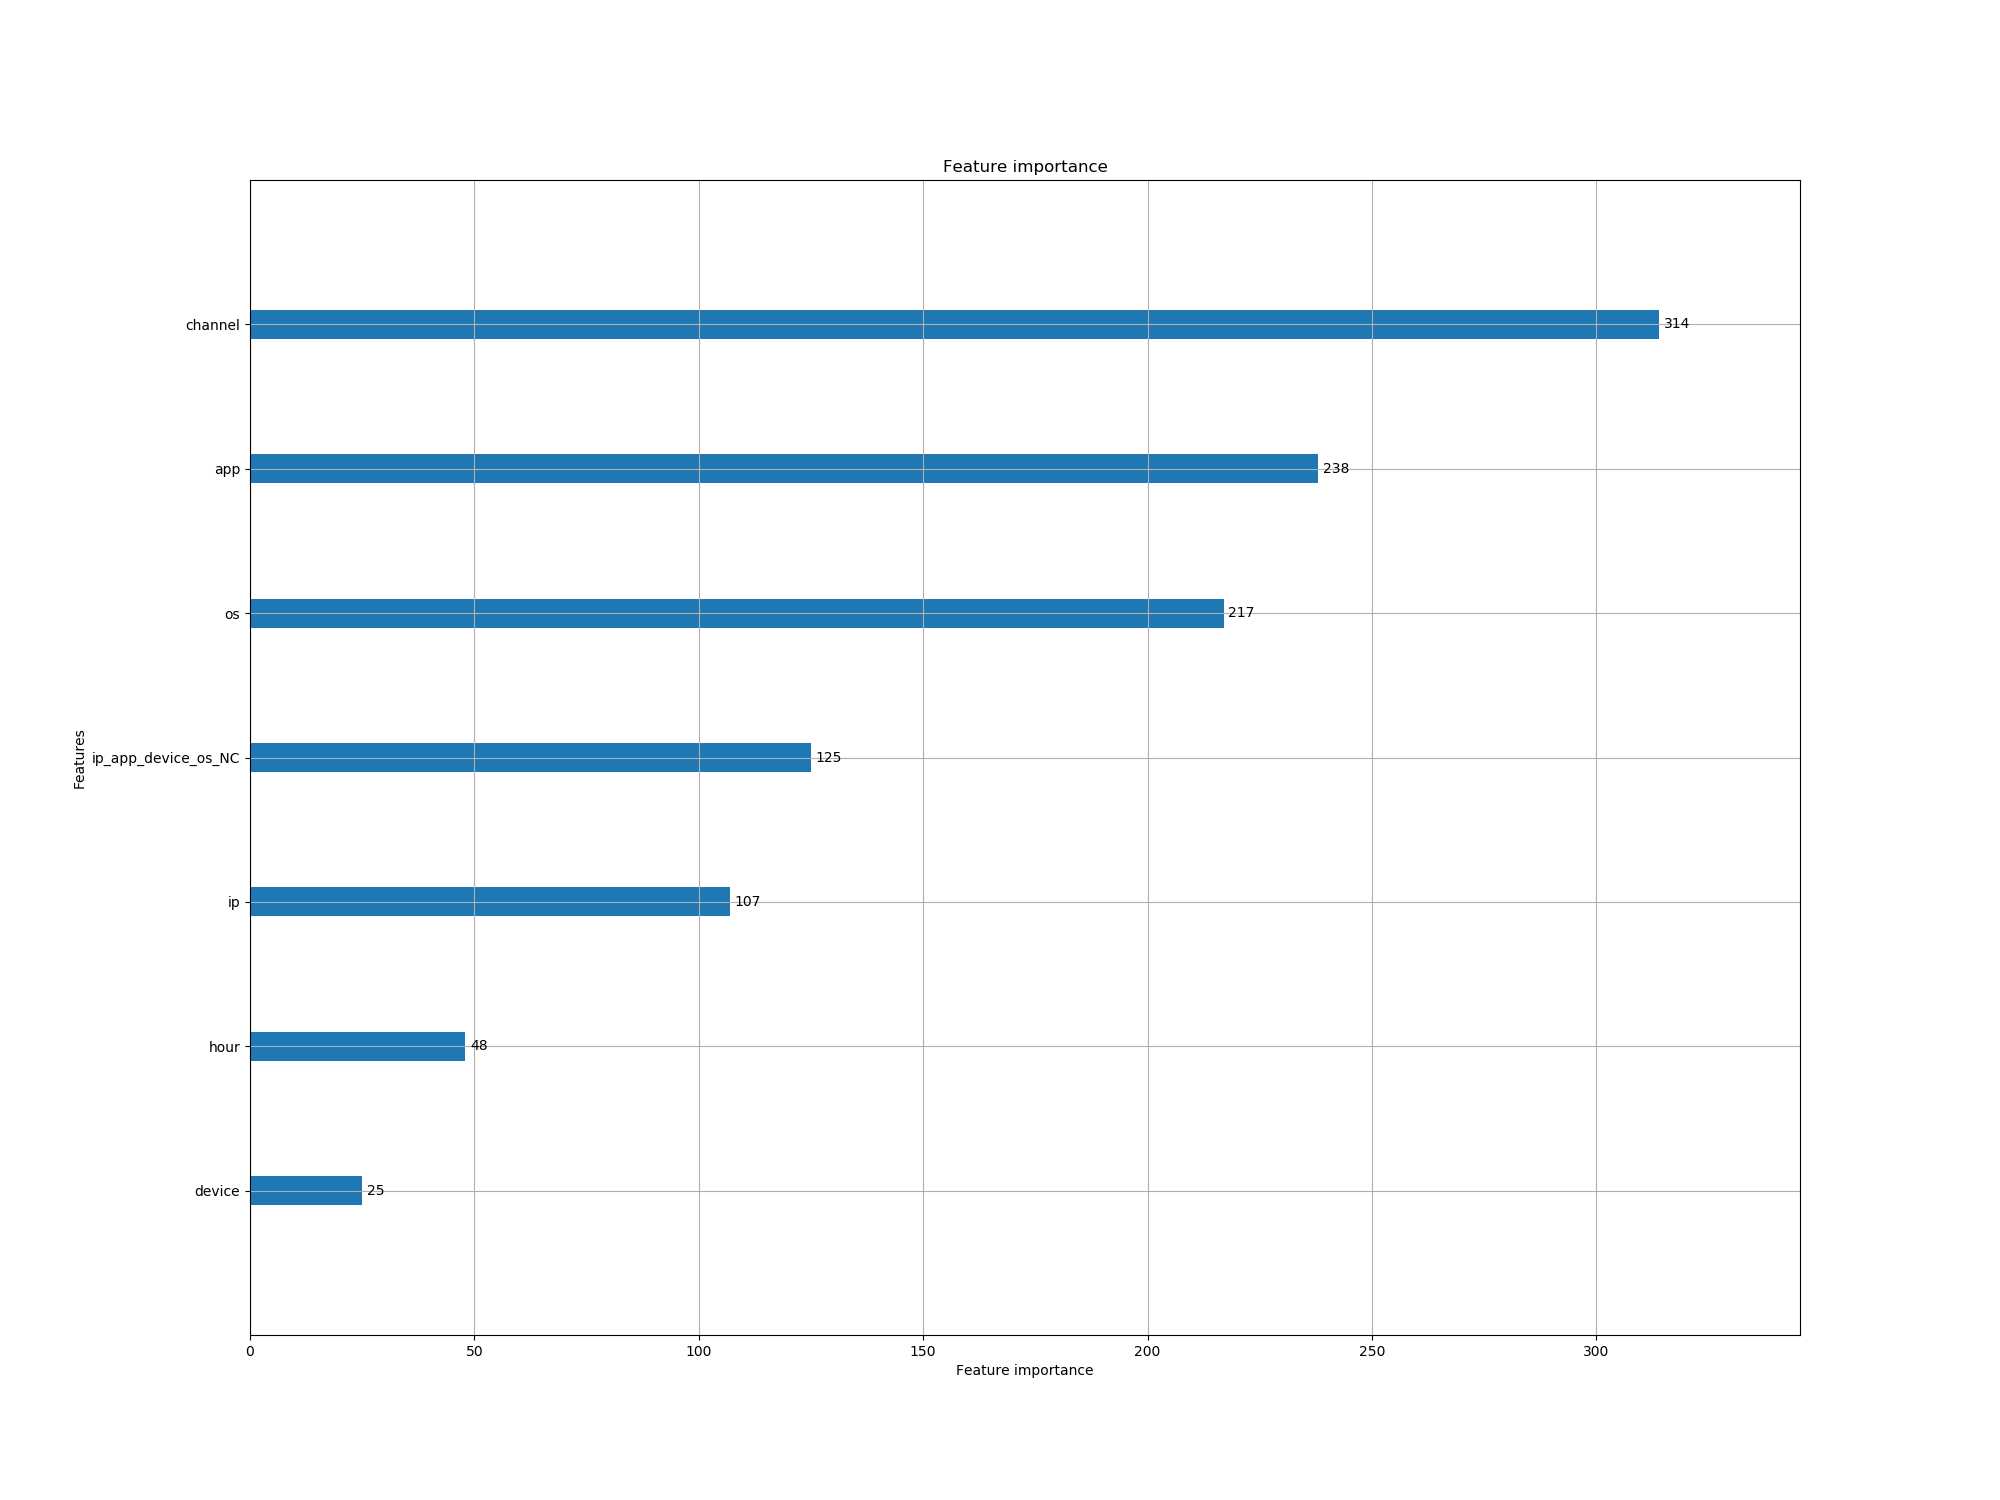 Feature importance
channel
314
app
238
os
217
Features
ip_app_device_os_NC
125
ip
107
hour
48
device
25
0 50 100 150 200 250 300
Feature importance